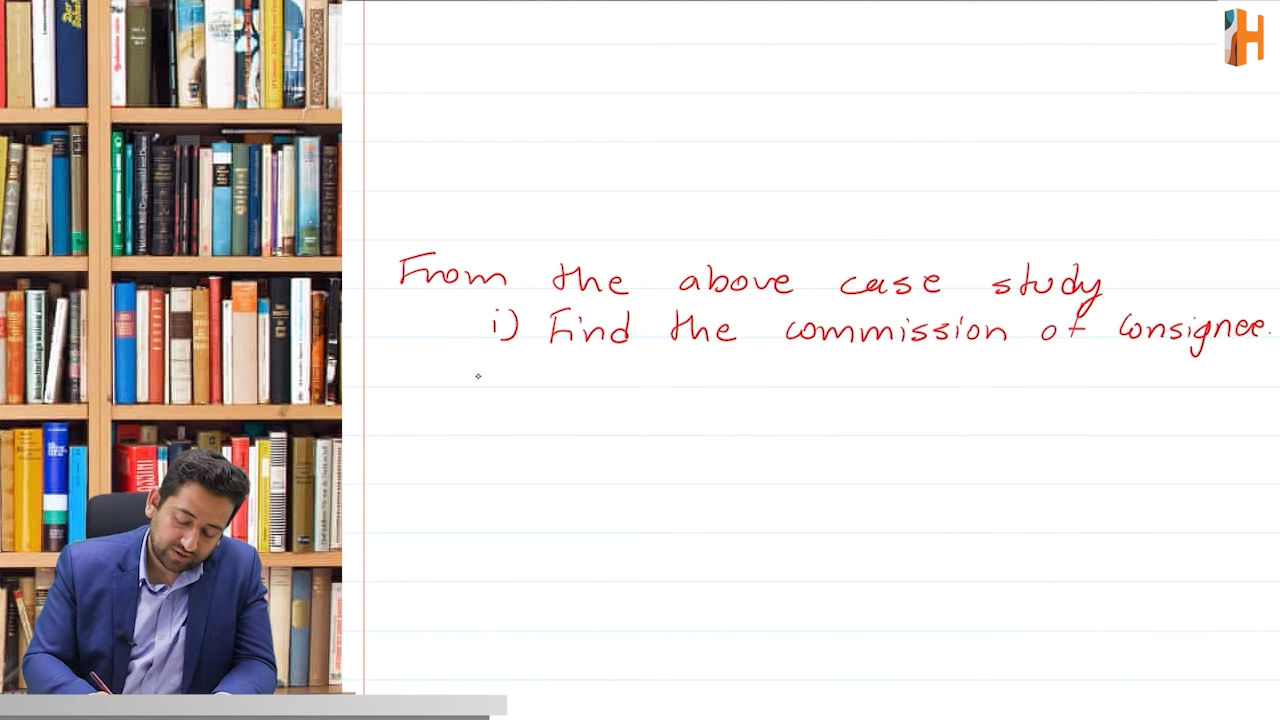 From the above case study
i) Find the commission of consignee.
H